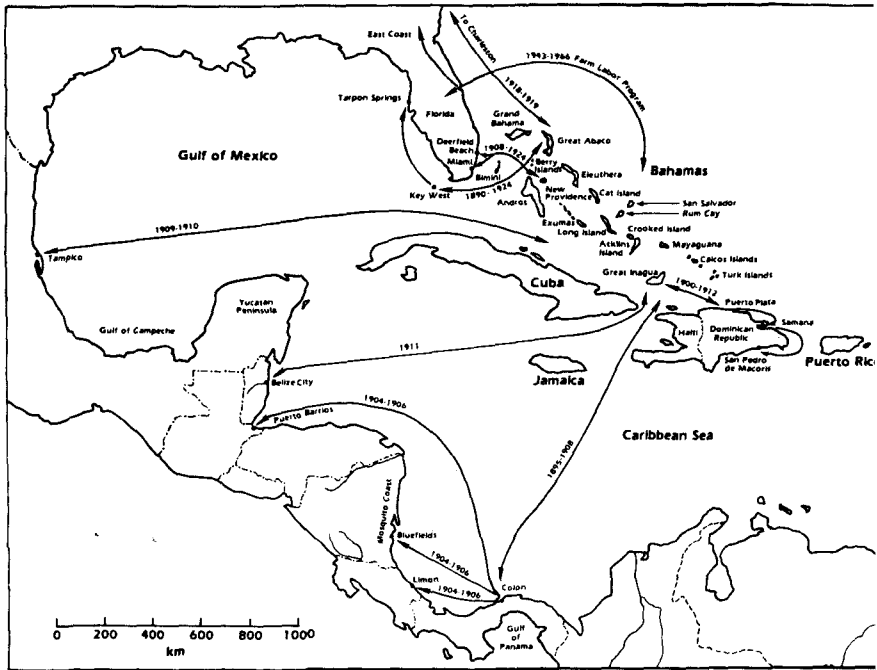 East Coast
To Charleston
1943-1966 Farm Labor Program
1918-1919
Tarpon Springs
Florida
Grand
Bahama
Great Abaco
Deerfield
Beach
1908-1924
Miami
Bimini
Berry
Islands
Eleuthera
Bahamas
Gulf of Mexico
Key West
1890-1924
New
Providence
Cat Island
San Salvador
Andros
Rum Cay
Exumas
Long Island
Crooked Island
Atklins
Island
Mayaguana
Caicos Islands
Turk Islands
1909-1910
Tampico
Great Inagua
1900-1912
Cuba
Puerto Plata
Yucatan
Peninsula
Gulf of Campeche
Samana
Haiti
Dominican
Republic
1911
San Pedro
de Macoris
Puerto Rico
Jamaica
Belize City
1904-1906
Puerto Barrios
Caribbean Sea
1895-1908
Mosquito Coast
Bluefields
1904-1906
Limon
1904-1906
Colon
Gulf
of
Panama
0 200 400 600 800 1000
km